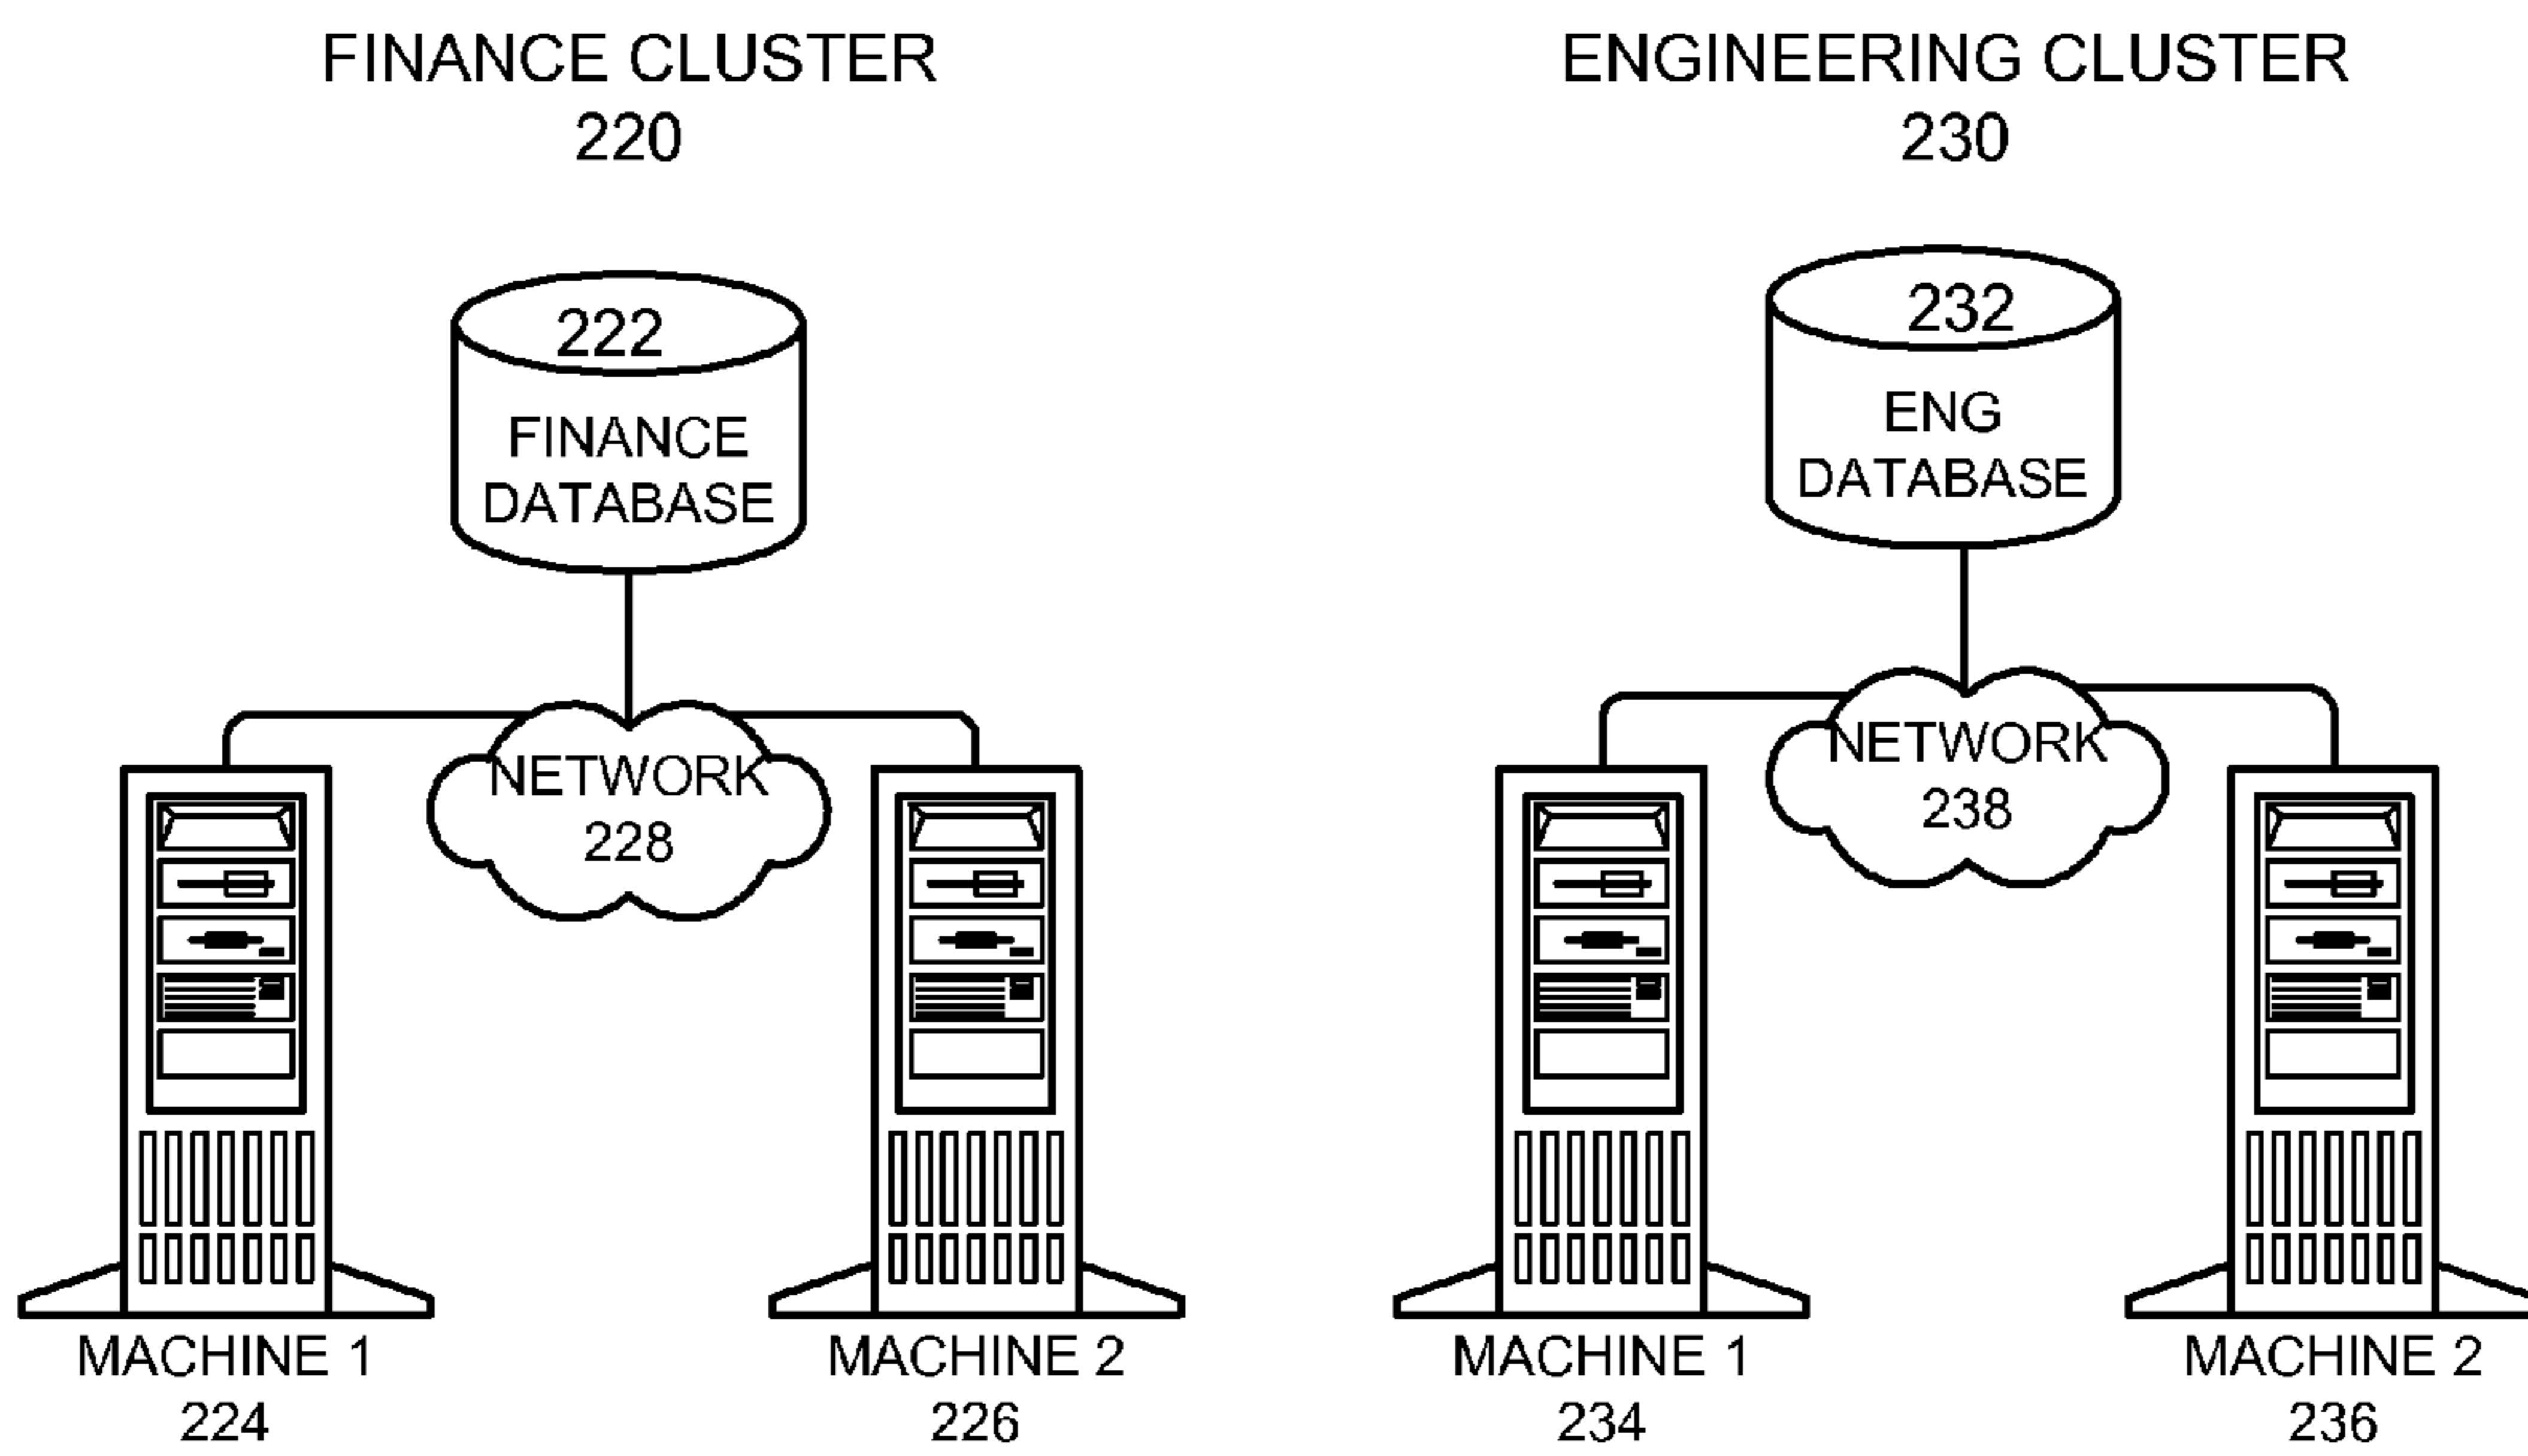 FINANCE CLUSTER
220
222
FINANCE
DATABASE
NETWORK
228
MACHINE 1
224
MACHINE 2
226
ENGINEERING CLUSTER
230
232
ENG
DATABASE
NETWORK
238
MACHINE 1
234
MACHINE 2
236